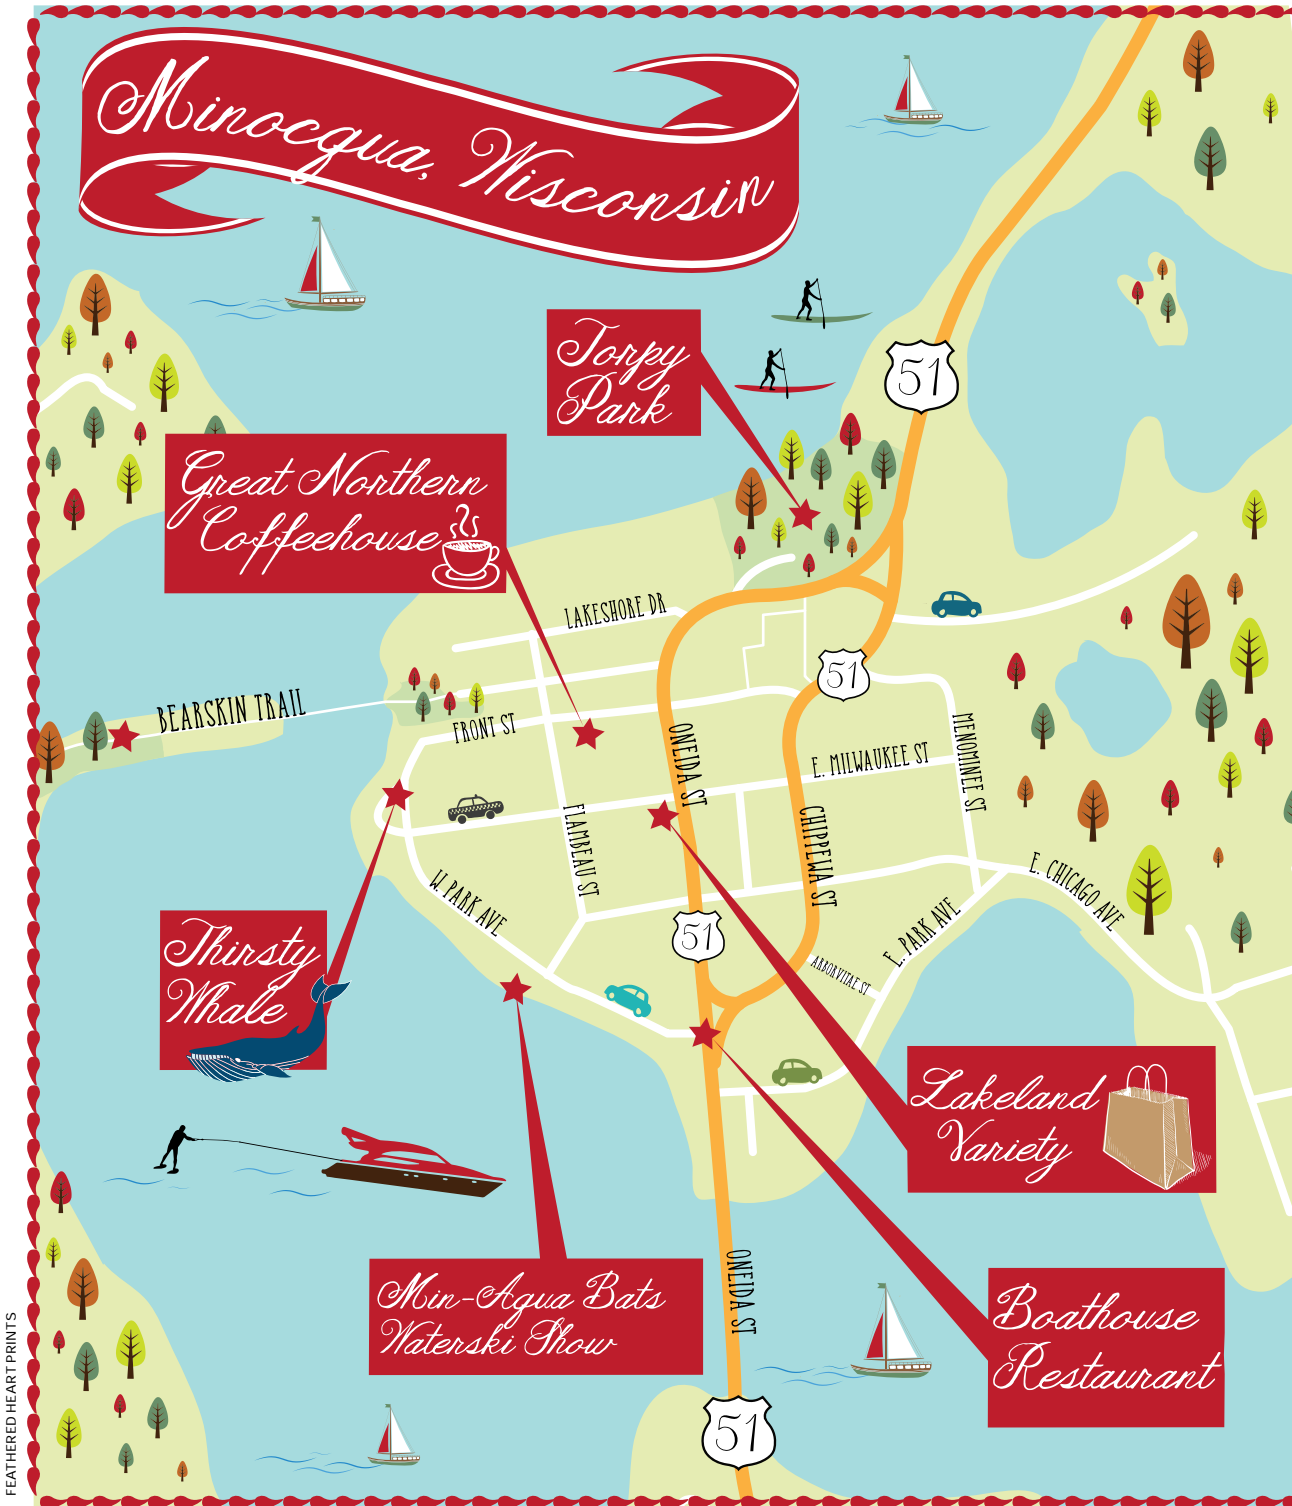 Minocqua, Wisconsin
Torpy
Park
51
Great Northern
Coffeehouse
LAKESHORE DR
51
BEARSKIN TRAIL
FRONT ST
ONEIDA ST
MENOMINEE ST
E. MILWAUKEE ST
FLAMBEAU ST
CHIPPEWA ST
W. PARK AVE
E. CHICAGO AVE
E. PARK AVE
51
ARBORVITAE ST
Thirsty
Whale
Lakeland
Variety
Min-Aqua Bats
Waterski Show
ONEIDA ST
Boathouse
Restaurant
51
FEATHERED HEART PRINTS